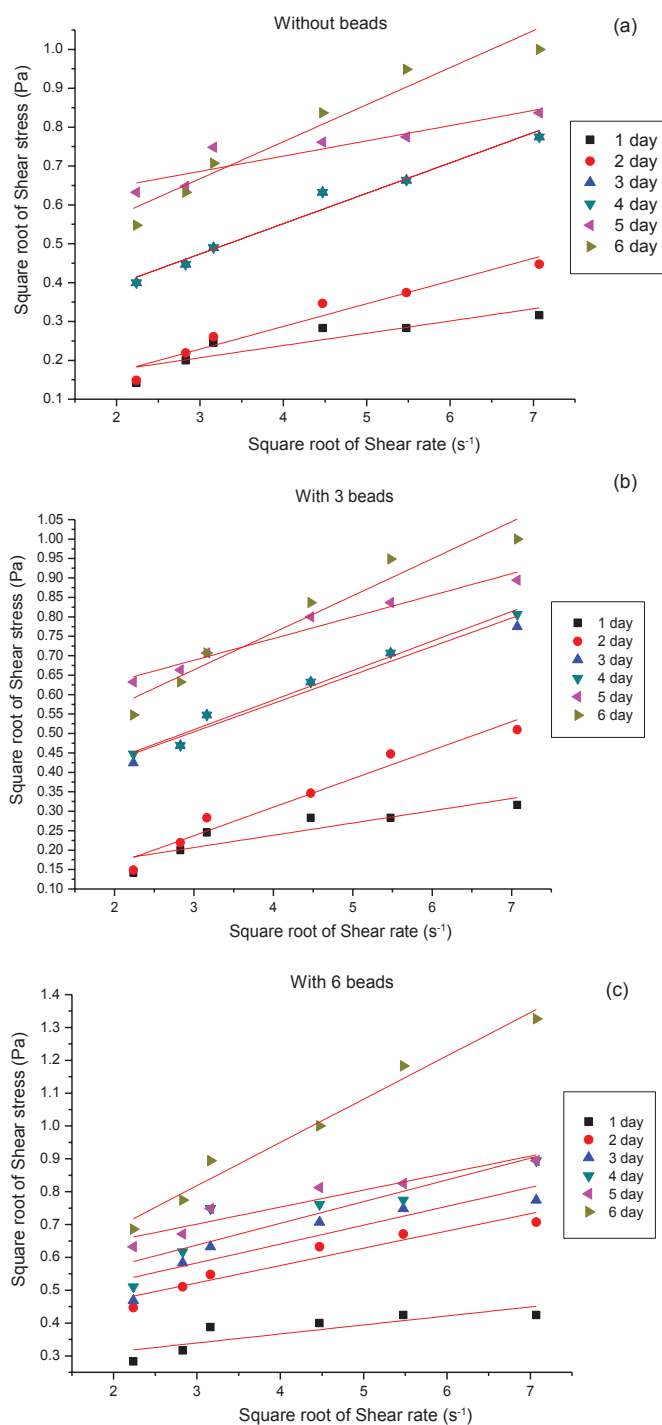 Without beads
(a)
1.0
0.9
0.8
0.7
0.6
0.5
0.4
0.3
0.2
0.1
Square root of Shear stress (Pa)
2 3 4 5 6 7
Square root of Shear rate (s-1)
1 day
2 day
3 day
4 day
5 day
6 day
(b)
With 3 beads
1.05
1.00
0.95
0.90
0.85
0.80
0.75
0.70
0.65
0.60
0.55
0.50
0.45
0.40
0.35
0.30
0.25
0.20
0.15
0.10
Square root of Shear stress (Pa)
2 3 4 5 6 7
Square root of Shear rate (s-1)
1 day
2 day
3 day
4 day
5 day
6 day
With 6 beads
(c)
1.4
1.3
1.2
1.1
1.0
0.9
0.8
0.7
0.6
0.5
0.4
0.3
Square root of Shear stress (Pa)
2 3 4 5 6 7
Square root of Shear rate (s-1)
1 day
2 day
3 day
4 day
5 day
6 day